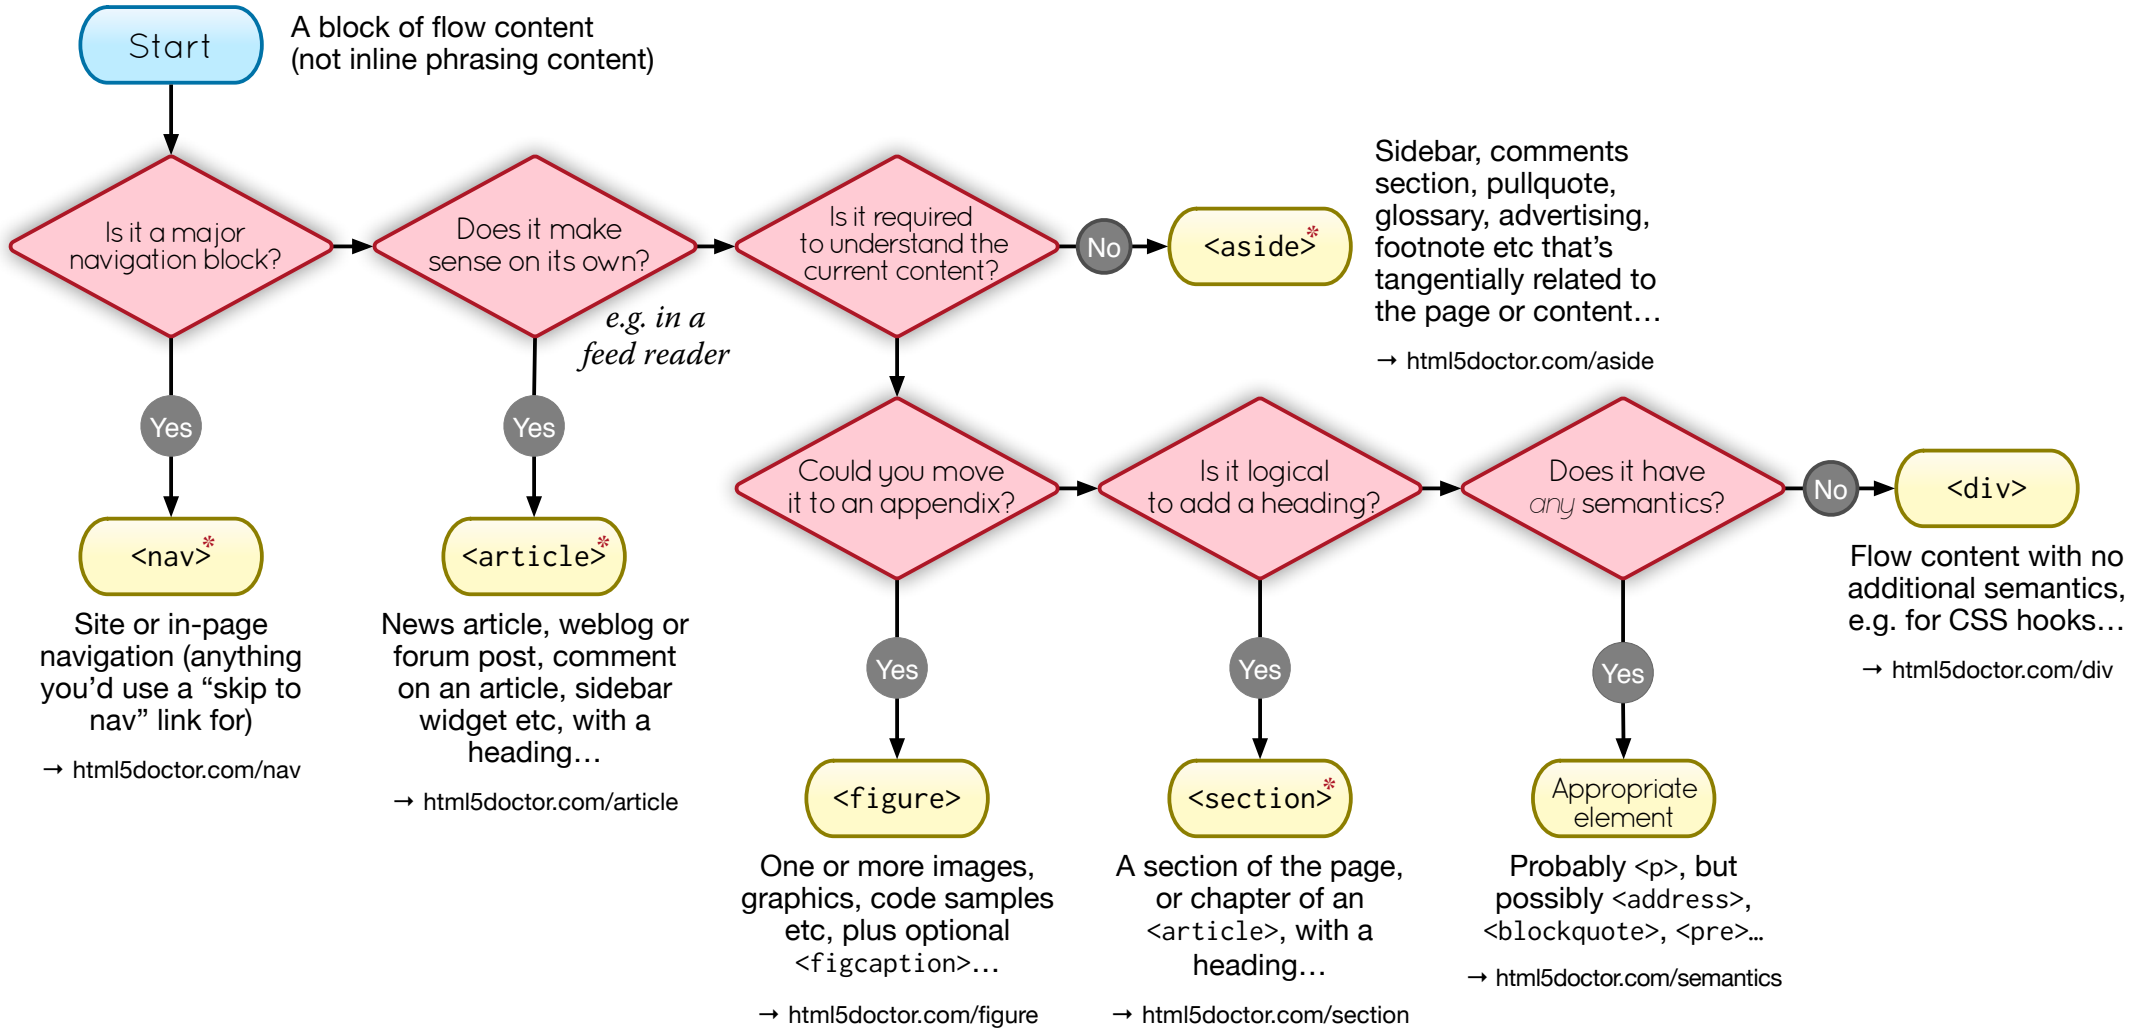 Start
A block of flow content
(not inline phrasing content)
Is it a major
navigation block?
Does it make
sense on its own?
e.g. in a
feed reader
Is it required
to understand the
current content?
No
<aside>*
Sidebar, comments
section, pullquote,
glossary, advertising,
footnote etc that’s
tangentially related to
the page or content…
→ html5doctor.com/aside
Yes
<nav>*
Site or in-page
navigation (anything
you’d use a “skip to
nav” link for)
→ html5doctor.com/nav
Yes
<article>*
News article, weblog or
forum post, comment
on an article, sidebar
widget etc, with a
heading…
→ html5doctor.com/article
Could you move
it to an appendix?
Is it logical
to add a heading?
Does it have
any semantics?
No
<div>
Flow content with no
additional semantics,
e.g. for CSS hooks…
→ html5doctor.com/div
Yes
<figure>
One or more images,
graphics, code samples
etc, plus optional
<figcaption>…
→ html5doctor.com/figure
Yes
<section>*
A section of the page,
or chapter of an
<article>, with a
heading…
→ html5doctor.com/section
Yes
Appropriate
element
Probably <p>, but
possibly <address>,
<blockquote>, <pre>…
→ html5doctor.com/semantics